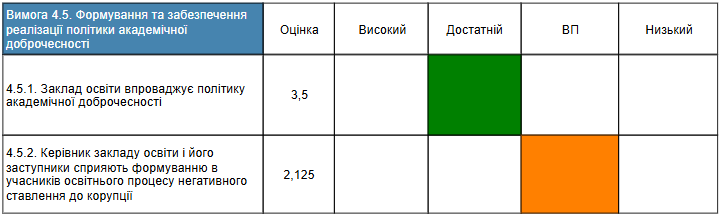 Вимога 4.5. Формування та забезпечення
реалізації політики академічної
доброчесності
Оцінка
Високий
Достатній
ВП
Низький
4.5.1. Заклад освіти впроваджує політику
академічної доброчесності
3,5
4.5.2. Керівник закладу освіти і його
заступники сприяють формуванню в
учасників освітнього процесу негативного
ставлення до корупції
2,125